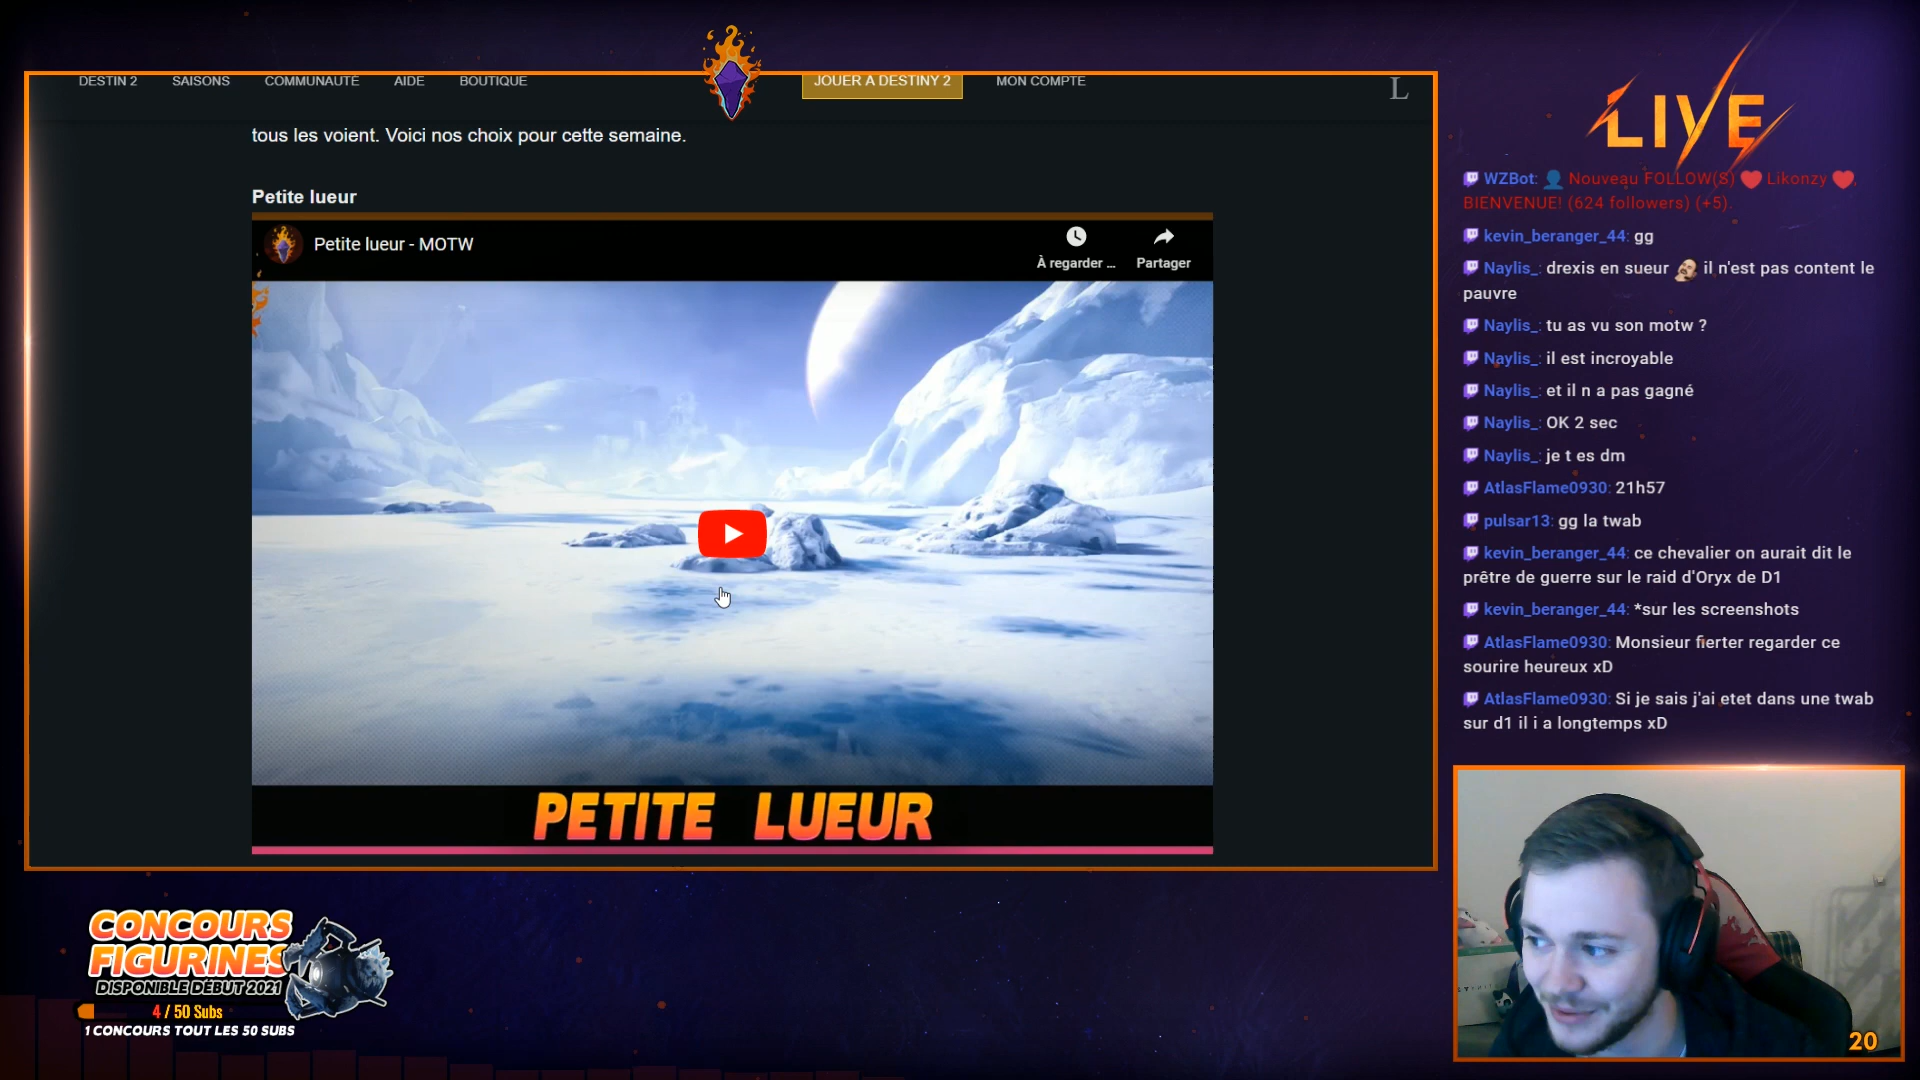 DESTIN 2 SAISONS COMMUNAUTÉ AIDE BOUTIQUE JOUER À DESTINY 2 MON COMPTE L
tous les voient. Voici nos choix pour cette semaine.
Petite lueur
Petite lueur - MOTW
À regarder ... Partager
PETITE LUEUR
LIVE
WZBot: Nouveau FOLLOW(S) Likonzy
BIENVENUE! (624 followers) (+5).
kevin_beranger_44: gg
Naylis_: drexis en sueur il n'est pas content le
pauvre
Naylis_: tu as vu son motw ?
Naylis_: il est incroyable
Naylis_: et il n a pas gagné
Naylis_: OK 2 sec
Naylis_: je t es dm
AtlasFlame0930: 21h57
pulsar13: gg la twab
kevin_beranger_44: ce chevalier on aurait dit le
prêtre de guerre sur le raid d'Oryx de D1
kevin_beranger_44: *sur les screenshots
AtlasFlame0930: Monsieur fierter regarder ce
sourire heureux xD
AtlasFlame0930: Si je sais j'ai etet dans une twab
sur d1 il i a longtemps xD
CONCOURS
FIGURINES
DISPONIBLE DÉBUT 2021
4 / 50 Subs
1 CONCOURS TOUT LES 50 SUBS
20